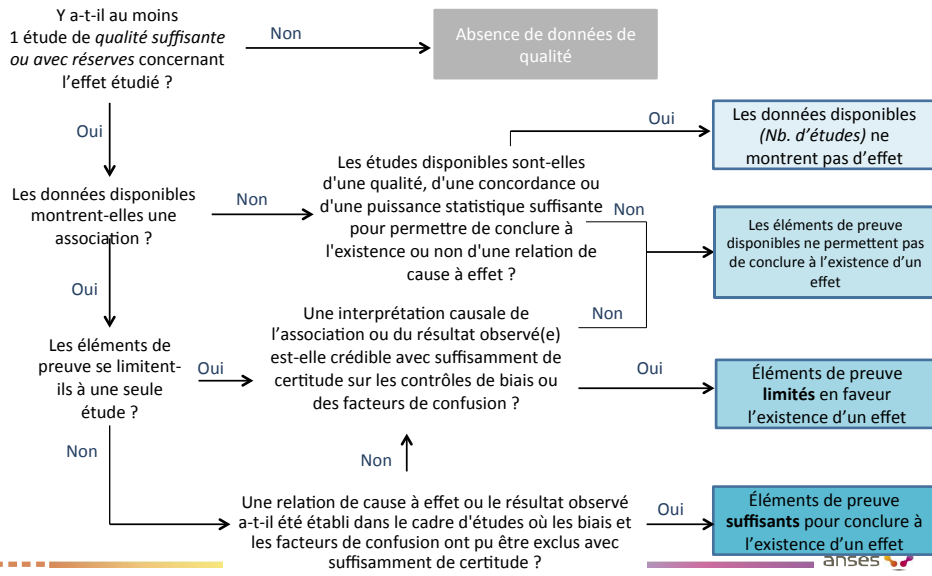 Y a-t-il au moins
1 étude de qualité suffisante
ou avec réserves concernant
l'effet étudié ?
Non
Absence de données de
qualité
Oui
Oui
Les données disponibles
(Nb. d'études) ne
montrent pas d'effet
Les données disponibles
montrent-elles une
association ?
Non
Les études disponibles sont-elles
d'une qualité, d'une concordance ou
d'une puissance statistique suffisante
pour permettre de conclure à
l'existence ou non d'une relation de
cause à effet ?
Non
Les éléments de preuve
disponibles ne permettent pas
de conclure à l'existence d'un
effet
Oui
Les éléments de
preuve se limitent-
ils à une seule
étude ?
Oui
Une interprétation causale de
l'association ou du résultat observé(e)
est-elle crédible avec suffisamment de
certitude sur les contrôles de biais ou
des facteurs de confusion ?
Non
Oui
Éléments de preuve
limités en faveur
l'existence d'un effet
Non
Non
Une relation de cause à effet ou le résultat observé
a-t-il été établi dans le cadre d'études où les biais et
les facteurs de confusion ont pu être exclus avec
suffisamment de certitude ?
Oui
Éléments de preuve
suffisants pour conclure à
l'existence d'un effet
anses